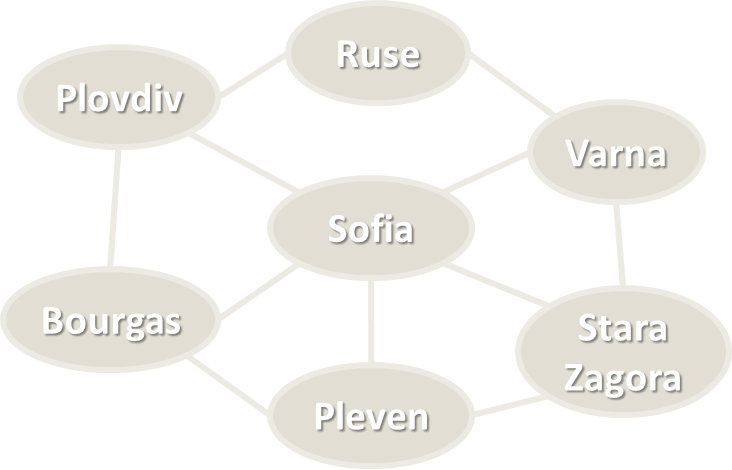 Ruse
Plovdiv
Varna
Sofia
Bourgas
Stara
Zagora
Pleven